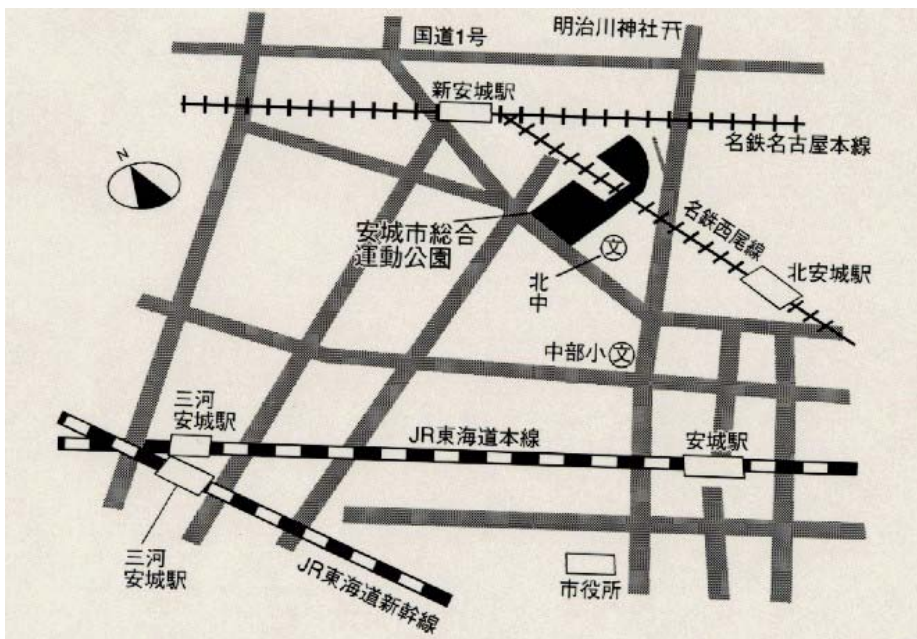 国道1号
明治川神社
新安城駅
名鉄名古屋本線
N
安城市総合
運動公園
名鉄西尾線
文
北中
北安城駅
中部小
文
三河
安城駅
JR東海道本線
安城駅
三河
安城駅
JR東海道新幹線
市役所